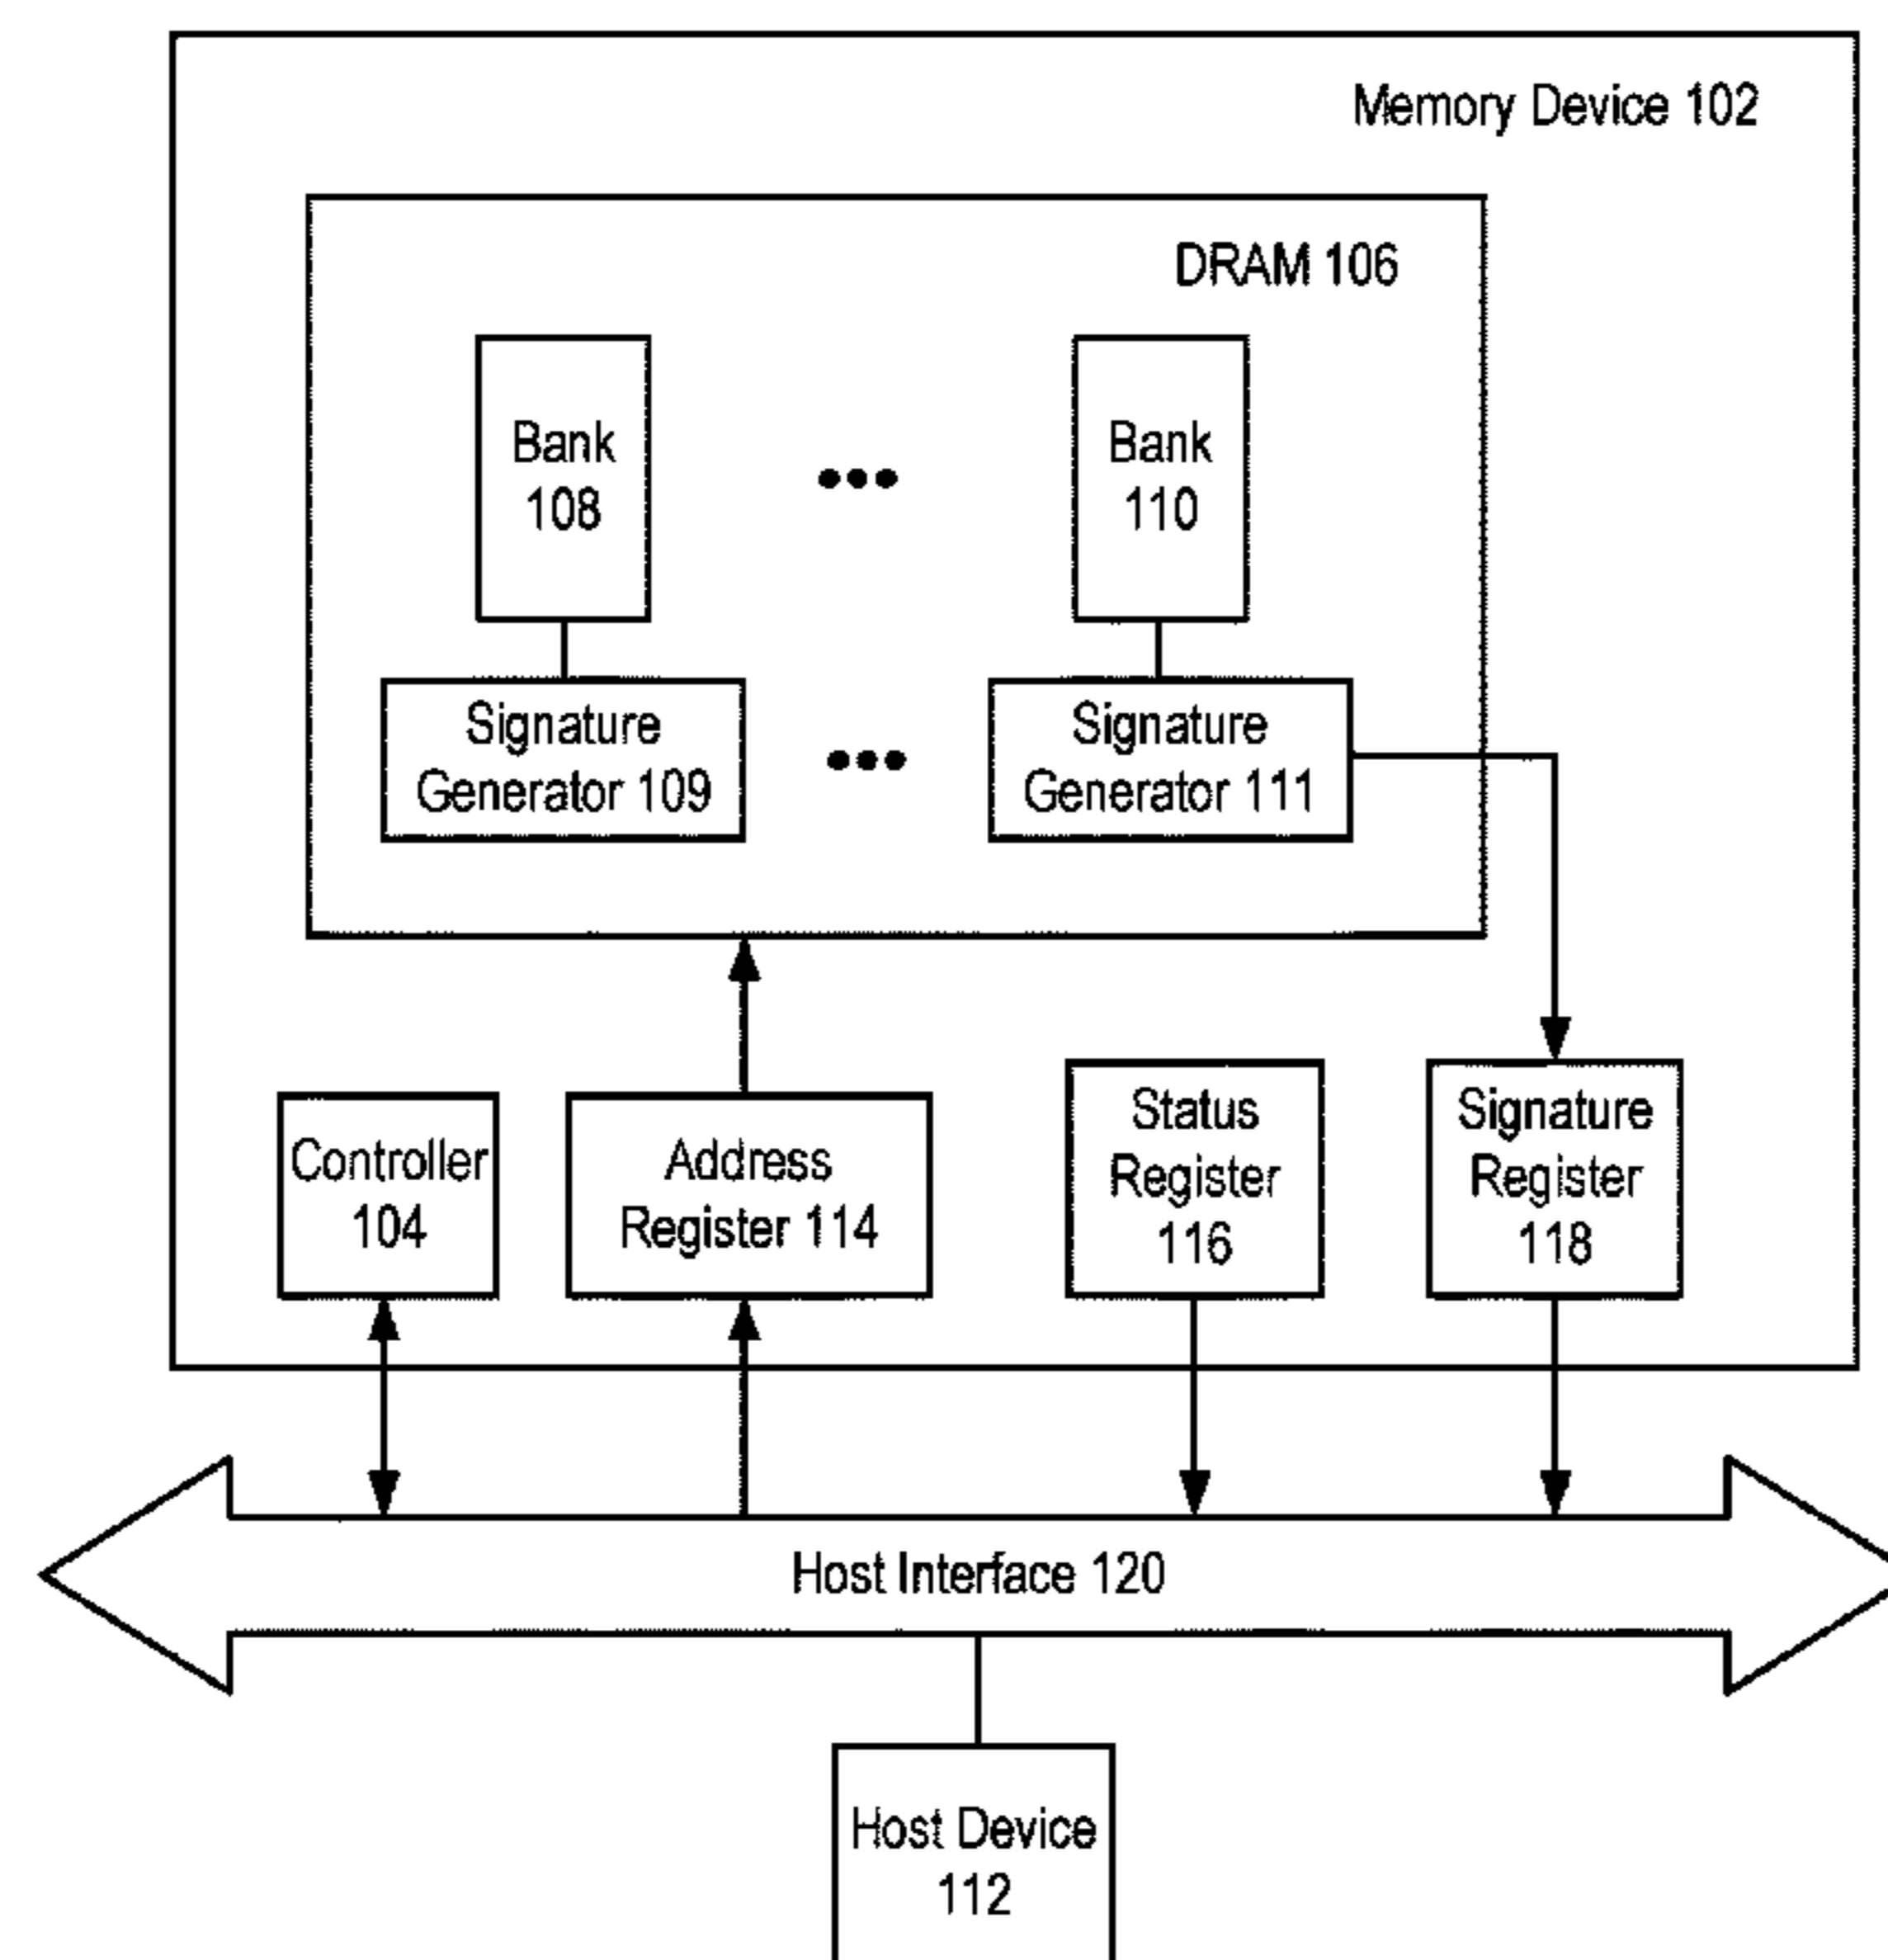 Memory Device 102
DRAM 106
Bank
108
•••
Bank
110
Signature
Generator 109
•••
Signature
Generator 111
Controller
104
Address
Register 114
Status
Register
116
Signature
Register
118
Host Interface 120
Host Device
112